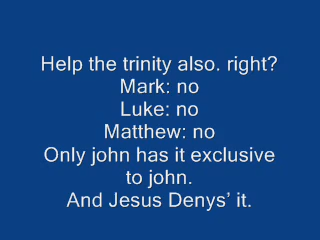 Help the trinity also. right?
Mark: no
Luke: no
Matthew: no
Only john has it exclusive
to john.
And Jesus Denys’ it.